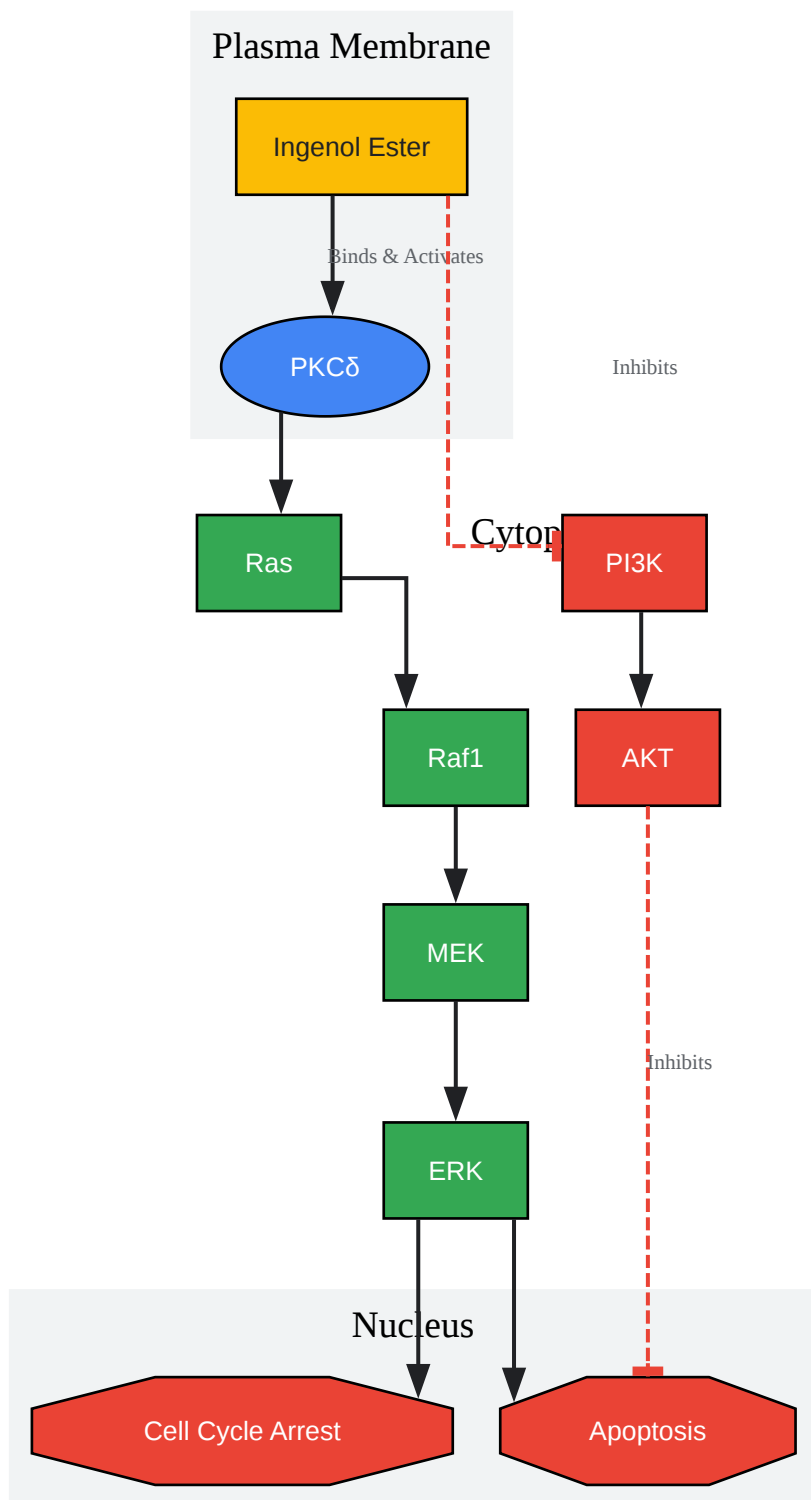 Plasma Membrane
Ingenol Ester
Binds & Activates
PKCδ
Inhibits
Cytop
Ras
PI3K
Raf1
AKT
MEK
Inhibits
ERK
Nucleus
Cell Cycle Arrest
Apoptosis